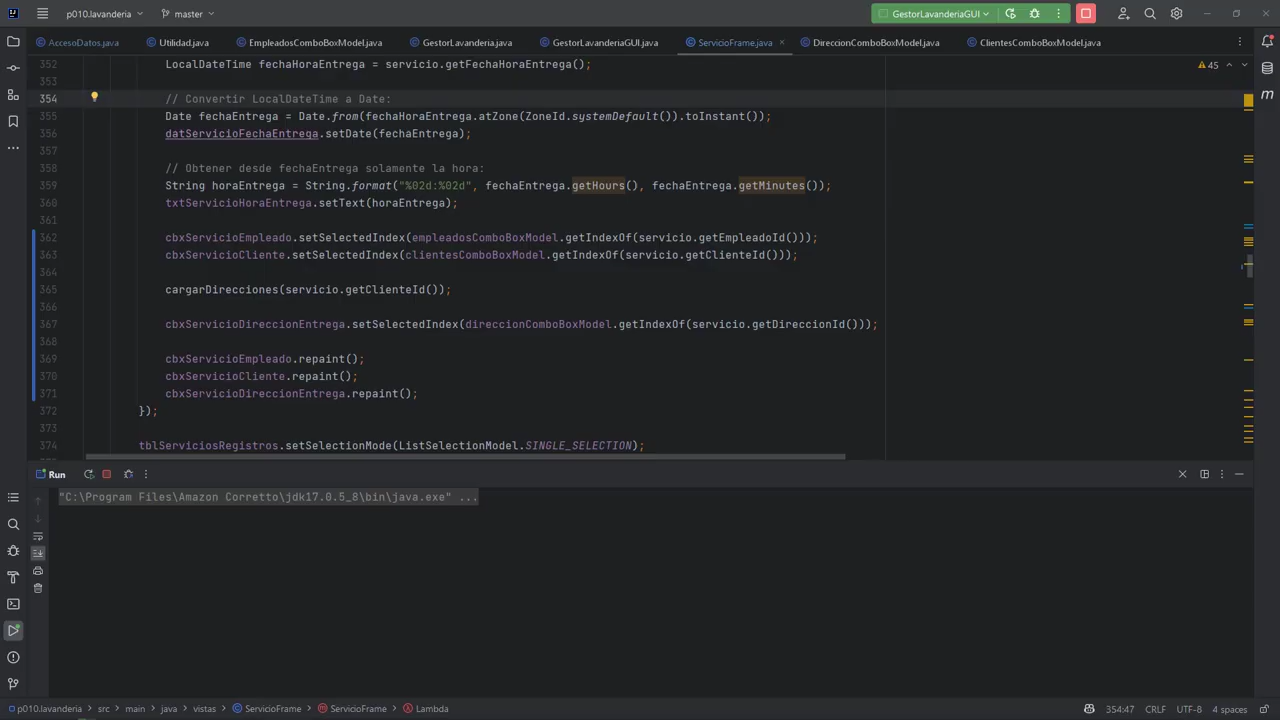 p010.lavanderia
master
GestorLavanderiaGUI
AccesoDatos.java
Utilidad.java
EmpleadosComboBoxModel.java
GestorLavanderia.java
GestorLavanderiaGUI.java
ServicioFrame.java
DireccionComboBoxModel.java
ClientesComboBoxModel.java
45
352 LocalDateTime fechaHoraEntrega = servicio.getFechaHoraEntrega();
353
354 // Convertir LocalDateTime a Date:
355 Date fechaEntrega = Date.from(fechaHoraEntrega.atZone(ZoneId.systemDefault()).toInstant());
356 datServicioFechaEntrega.setDate(fechaEntrega);
357
358 // Obtener desde fechaEntrega solamente la hora:
359 String horaEntrega = String.format("%02d:%02d", fechaEntrega.getHours(), fechaEntrega.getMinutes());
360 txtServicioHoraEntrega.setText(horaEntrega);
361
362 cbxServicioEmpleado.setSelectedIndex(empleadosComboBoxModel.getIndexOf(servicio.getEmpleadoId()));
363 cbxServicioCliente.setSelectedIndex(clientesComboBoxModel.getIndexOf(servicio.getClienteId()));
364
365 cargarDirecciones(servicio.getClienteId());
366
367 cbxServicioDireccionEntrega.setSelectedIndex(direccionComboBoxModel.getIndexOf(servicio.getDireccionId()));
368
369 cbxServicioEmpleado.repaint();
370 cbxServicioCliente.repaint();
371 cbxServicioDireccionEntrega.repaint();
372 });
373
374 tblServiciosRegistros.setSelectionMode(ListSelectionModel.SINGLE_SELECTION);
Run
"C:\Program Files\Amazon Corretto\jdk17.0.5_8\bin\java.exe" ...
p010.lavanderia > src > main > java > vistas > ServicioFrame > ServicioFrame > Lambda
354:47 CRLF UTF-8 4 spaces